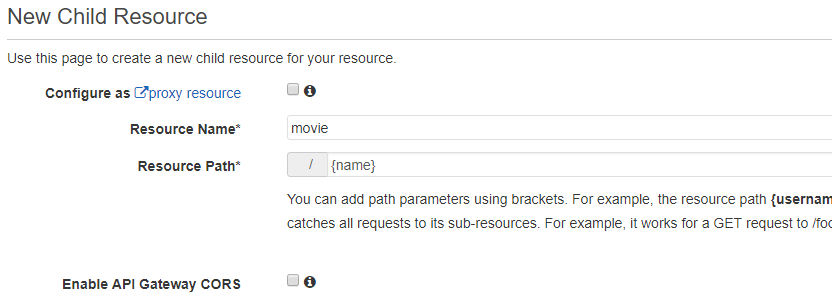 New Child Resource
Use this page to create a new child resource for your resource.
Configure as proxy resource
Resource Name* movie
Resource Path* / {name}
You can add path parameters using brackets. For example, the resource path
catches all requests to its sub-resources. For example, it works for a GET request to
Enable API Gateway CORS